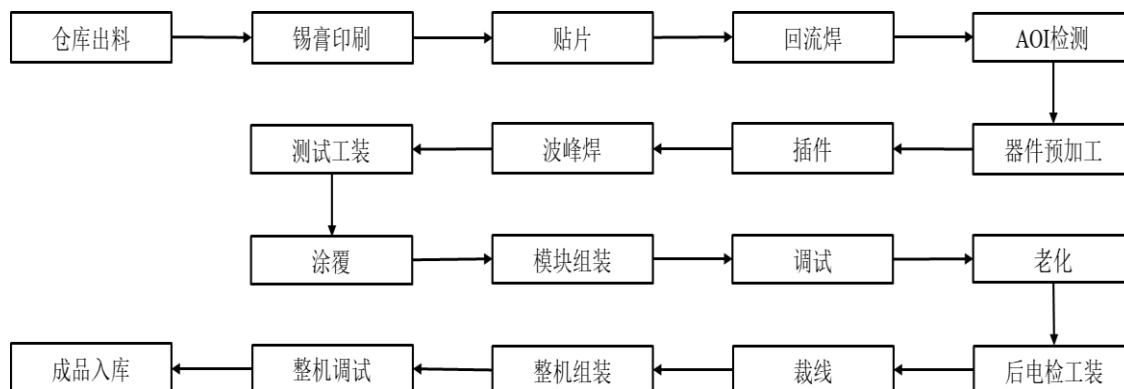 仓库出料
锡膏印刷
贴片
回流焊
AOI检测
器件预加工
插件
波峰焊
测试工装
涂覆
模块组装
调试
老化
后电检工装
裁线
整机组装
整机调试
成品入库